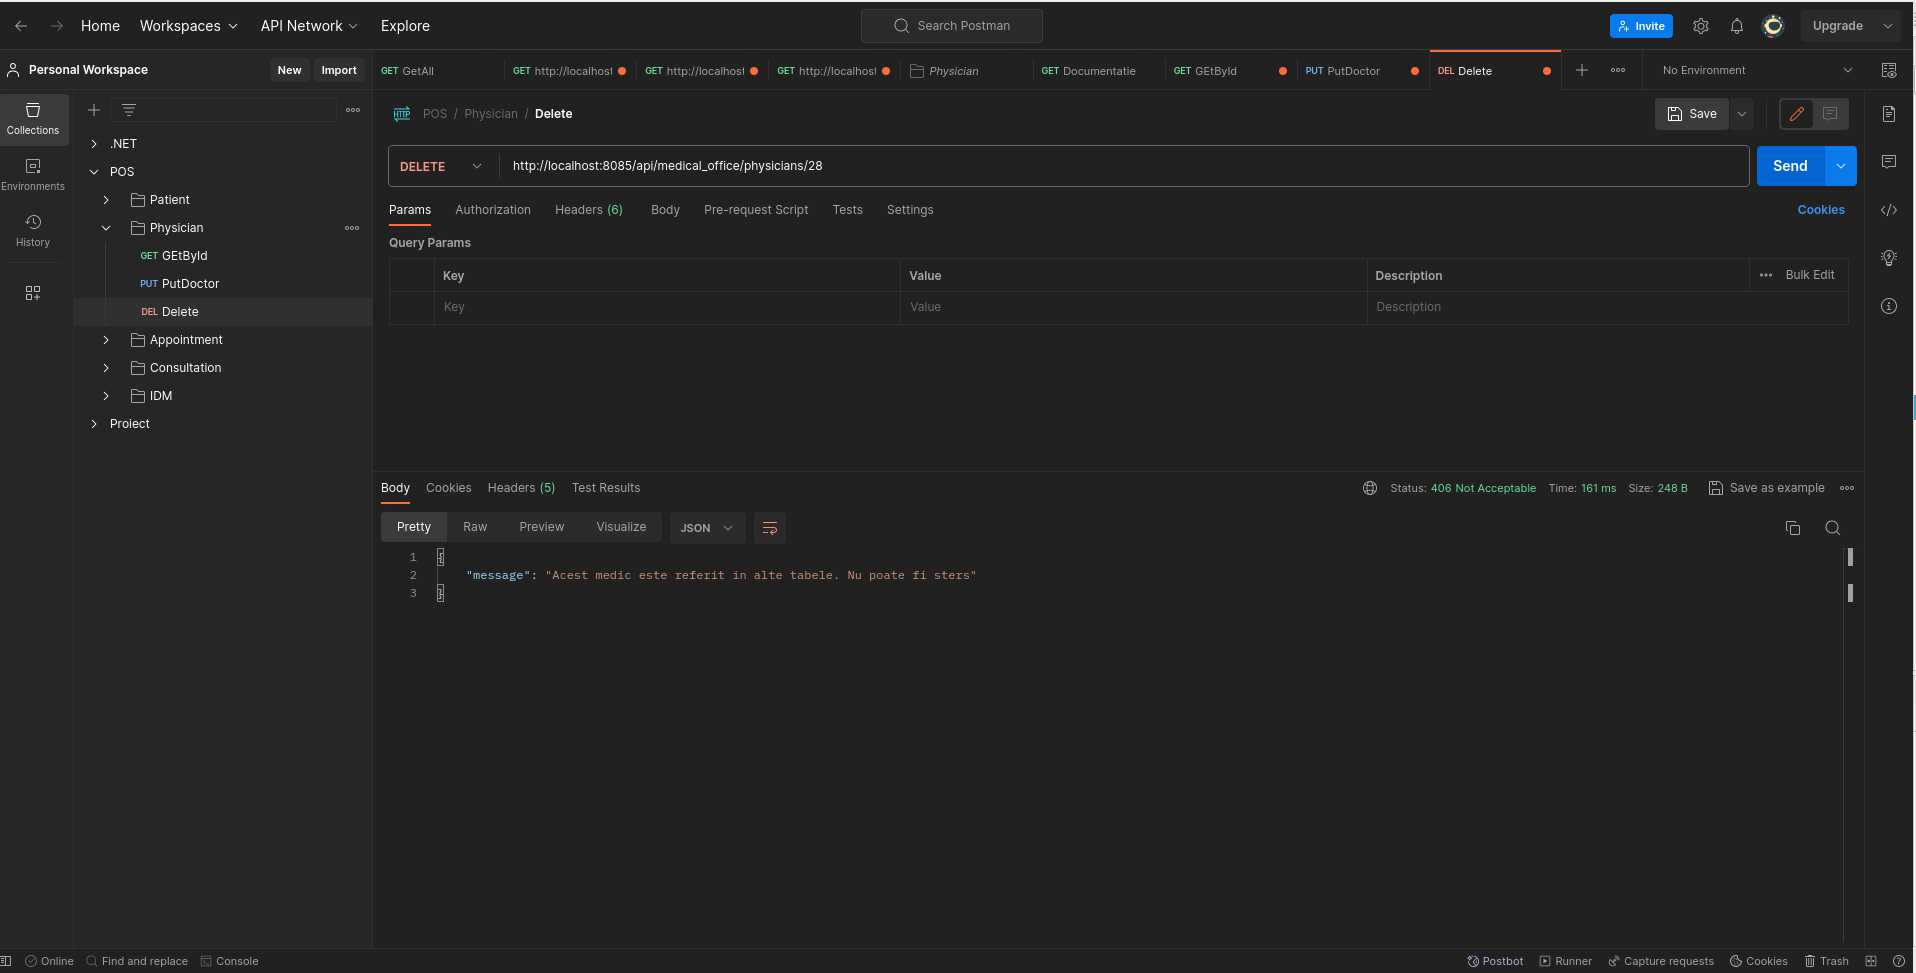 Home Workspaces API Network Explore Search Postman Invite Upgrade
Personal Workspace New Import GET GetAll GET http://localhost GET http://localhost GET http://localhost Physician GET Documentatie GET GEtById PUT PutDoctor DEL Delete No Environment
Collections
Environments
History
.NET
POS
Patient
Physician
GET GEtById
PUT PutDoctor
DEL Delete
Appointment
Consultation
IDM
Proiect
HTTP POS / Physician / Delete Save
DELETE http://localhost:8085/api/medical_office/physicians/28 Send
Params Authorization Headers (6) Body Pre-request Script Tests Settings Cookies
Query Params
Key Value Description Bulk Edit
Key Value Description
Body Cookies Headers (5) Test Results Status: 406 Not Acceptable Time: 161 ms Size: 248 B Save as example
Pretty Raw Preview Visualize JSON
1 {
2 "message": "Acest medic este referit in alte tabele. Nu poate fi sters"
3 }
Online Find and replace Console Postbot Runner Capture requests Cookies Trash